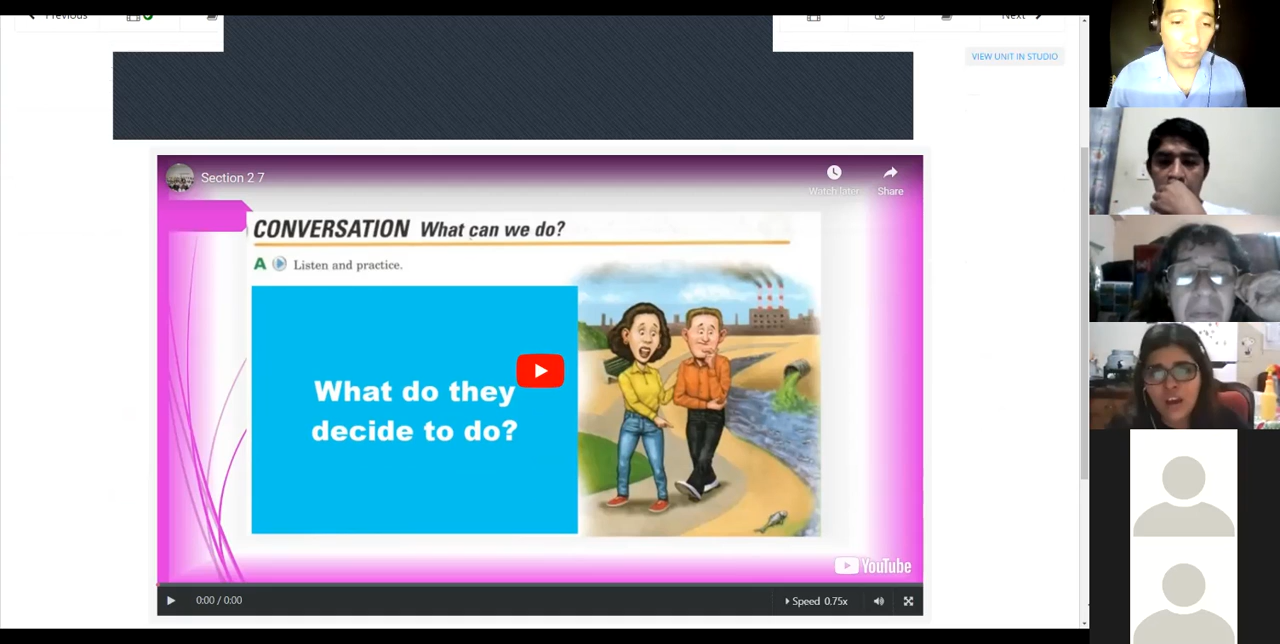 Previous
Next
VIEW UNIT IN STUDIO
Section 2 7
Watch later
Share
CONVERSATION What can we do?
A Listen and practice.
What do they
decide to do?
YouTube
0:00 / 0:00
Speed 0.75x